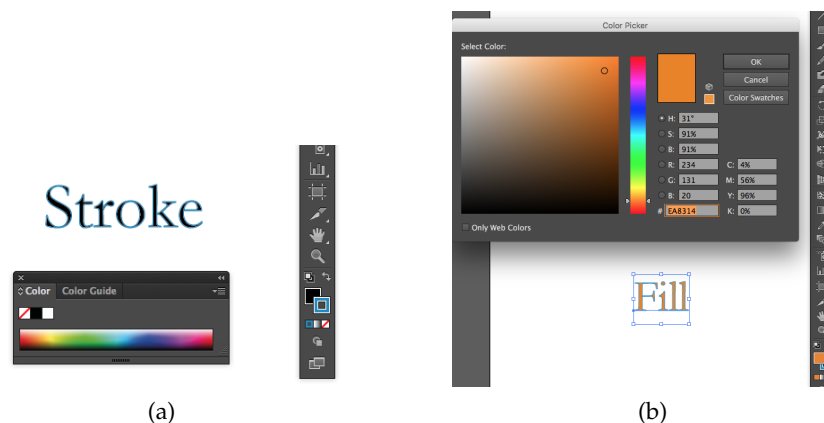 Stroke
Color
Color Guide
(a)
Color Picker
Select Color:
OK
Cancel
Color Swatches
H: 31°
S: 91%
B: 91%
R: 234
G: 131
B: 20
# EA8314
C: 4%
M: 56%
Y: 96%
K: 0%
Only Web Colors
Fill
(b)